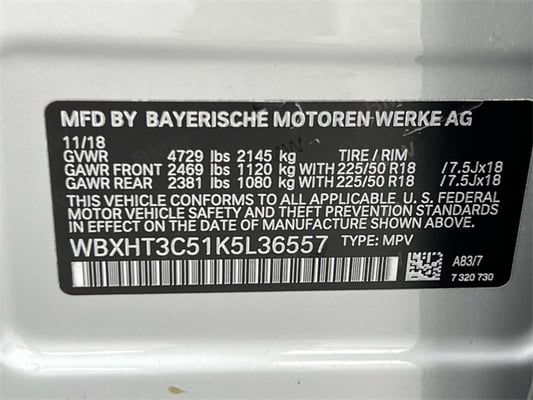 MFD BY BAYERISCHE MOTOREN WERKE AG
11/18
GVWR 4729 lbs 2145 kg TIRE / RIM
GAWR FRONT 2469 lbs 1120 kg WITH 225/50 R18 /7.5Jx18
GAWR REAR 2381 lbs 1080 kg WITH 225/50 R18 /7.5Jx18
THIS VEHICLE CONFORMS TO ALL APPLICABLE
FEDERAL MOTOR VEHICLE SAFETY, BUMPER,
AND THEFT PREVENTION STANDARDS
IN EFFECT ON THE DATE OF MANUFACTURE SHOWN ABOVE.
WBXHT3C51K5L36557 TYPE: MPV
A83/7
7 320 730